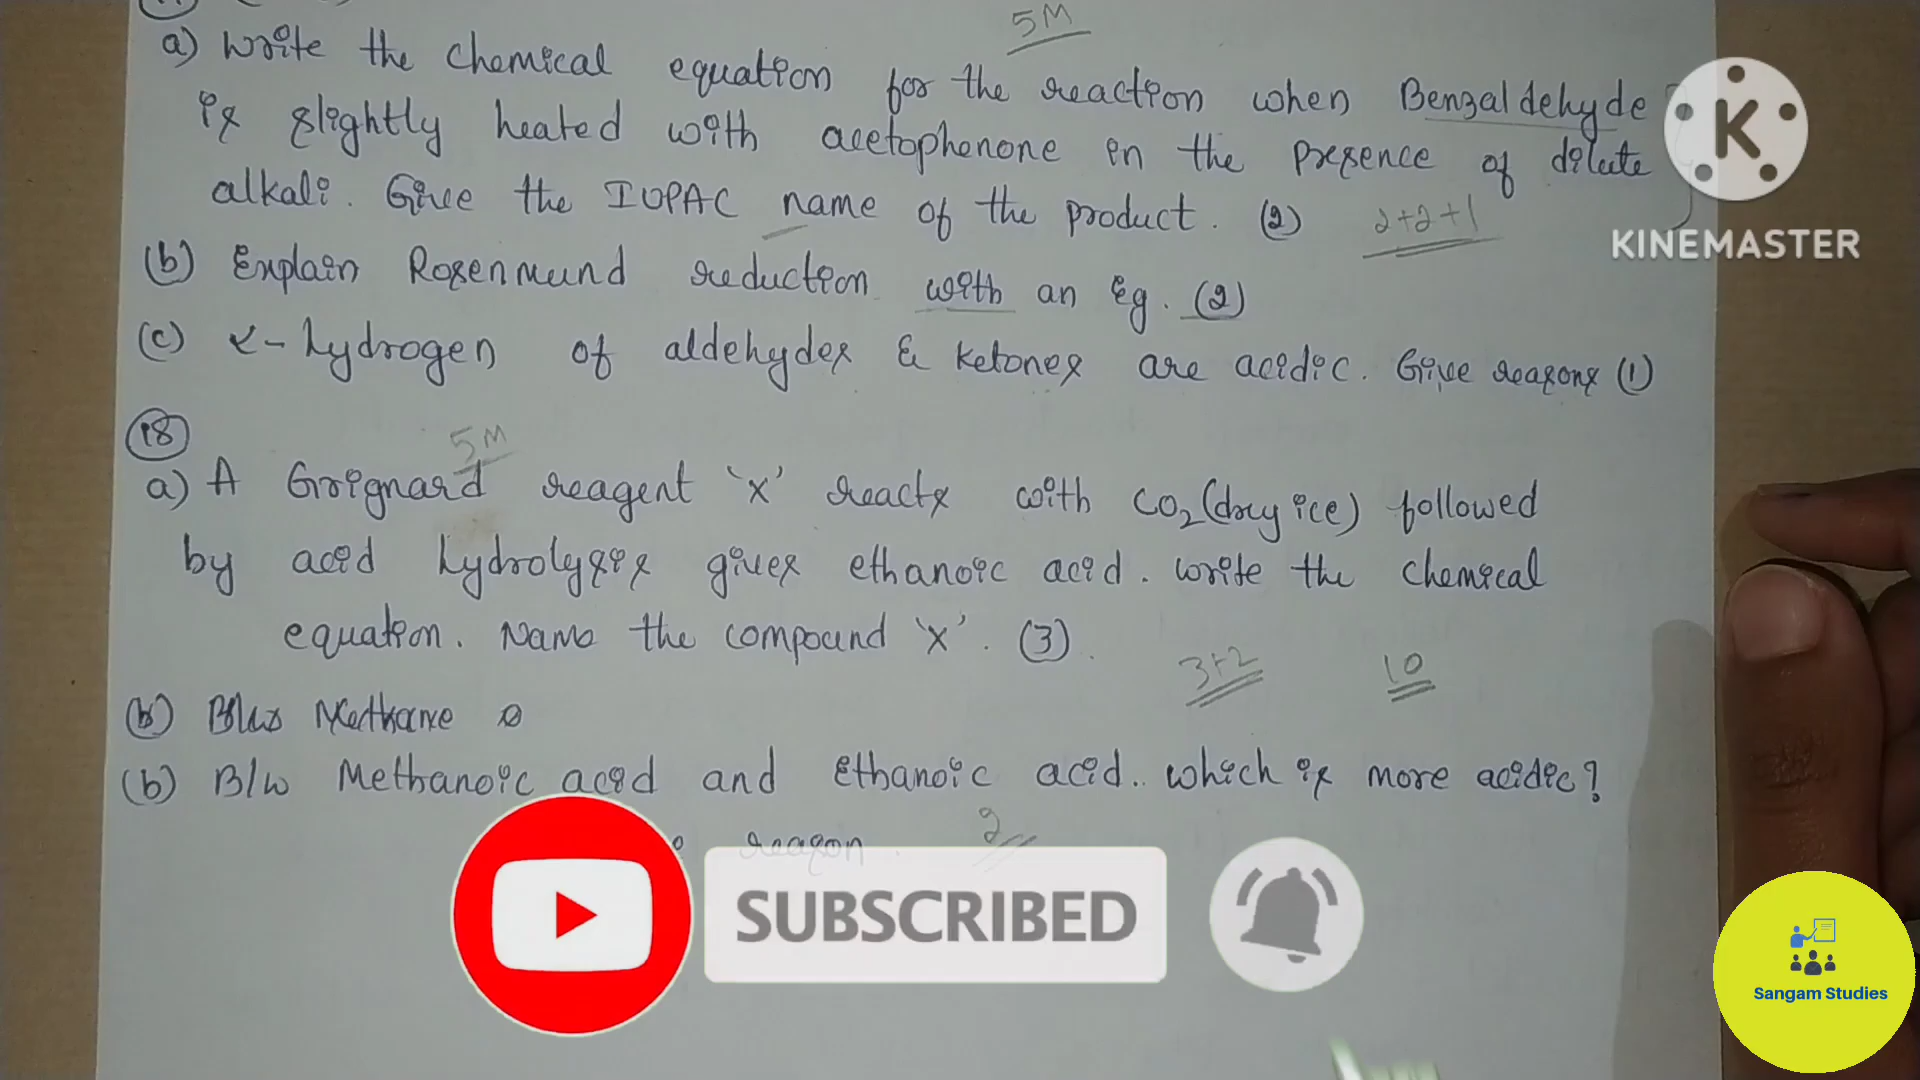 5M
a) Write the chemical equation for the reaction when Benzaldehyde
is slightly heated with acetophenone in the presence of dilute
alkali. Give the IUPAC name of the product. (2) 2+2+1
(b) Explain Rosenmund reduction with an Eg. (2)
(c) α-hydrogen of aldehydes & ketones are acidic. Give reasons (1)
18
5M
a) A Grignard reagent 'x' reacts with CO2(dry ice) followed
by acid hydrolysis gives ethanoic acid. Write the chemical
equation. Name the compound 'x'. (3)
3+2 10
(b) Methane
(b) B/w Methanoic acid and Ethanoic acid.. which is more acidic?
reason. 2
K
KINEMASTER
SUBSCRIBED
Sangam Studies